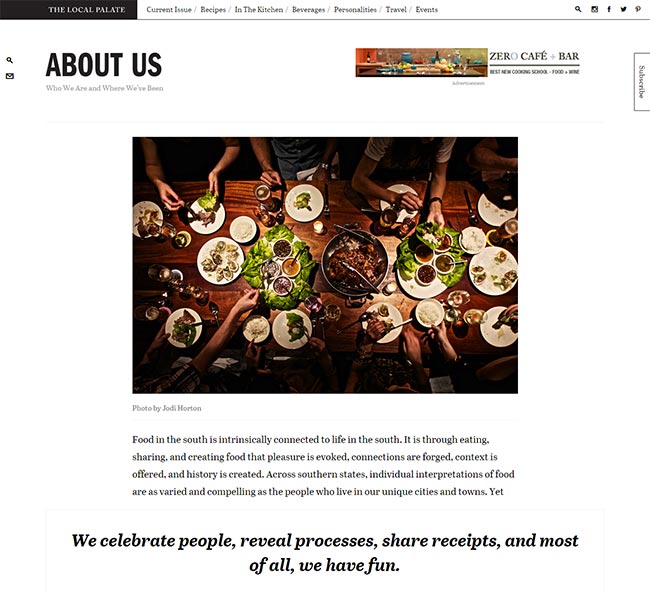 THE LOCAL PALATE
Current Issue / Recipes / In The Kitchen / Beverages / Personalities / Travel / Events
ABOUT US
Who We Are and Where We've Been
ZERO CAFÉ + BAR
BEST NEW COOKING SCHOOL - FOOD + WINE
Advertisement
Subscribe
Photo by Jodi Horton
Food in the south is intrinsically connected to life in the south. It is through eating,
sharing, and creating food that pleasure is evoked, connections are forged, context is
offered, and history is created. Across southern states, individual interpretations of food
are as varied and compelling as the people who live in our unique cities and towns. Yet
We celebrate people, reveal processes, share receipts, and most
of all, we have fun.